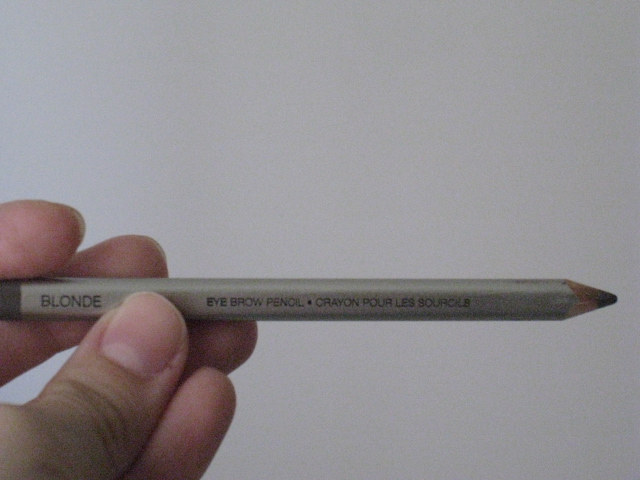 BLONDE EYE BROW PENCIL • CRAYON POUR LES SOURCILS